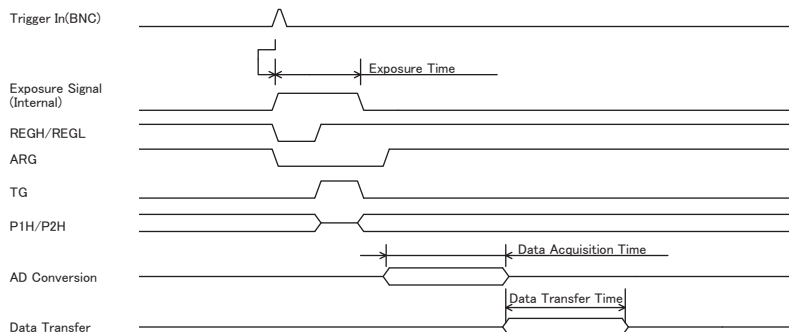 Trigger In(BNC)
Exposure Time
Exposure Signal
(Internal)
REGH/REGL
ARG
TG
P1H/P2H
Data Acquisition Time
AD Conversion
Data Transfer Time
Data Transfer